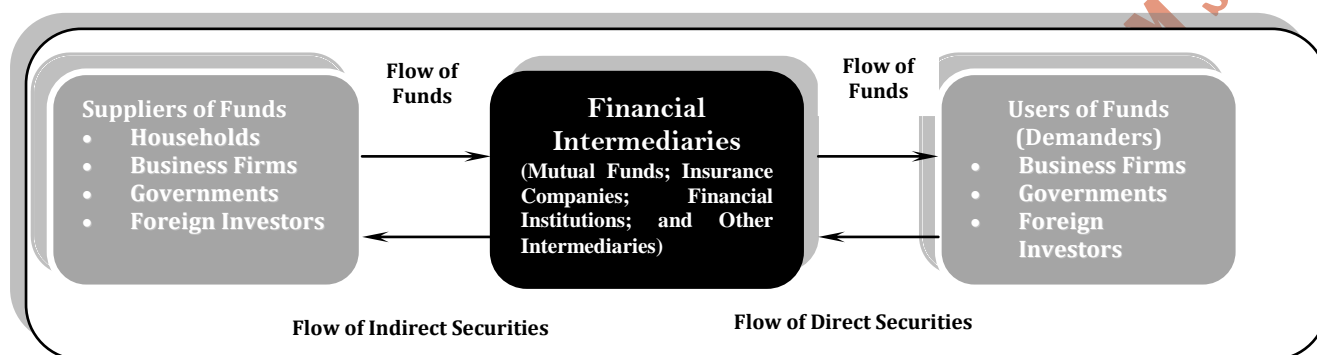 Flow of
Funds
Flow of
Funds
Suppliers of Funds
• Households
• Business Firms
• Governments
• Foreign Investors
Financial
Intermediaries
(Mutual Funds; Insurance
Companies; Financial
Institutions; and Other
Intermediaries)
Users of Funds
(Demanders)
• Business Firms
• Governments
• Foreign
Investors
Flow of Indirect Securities
Flow of Direct Securities